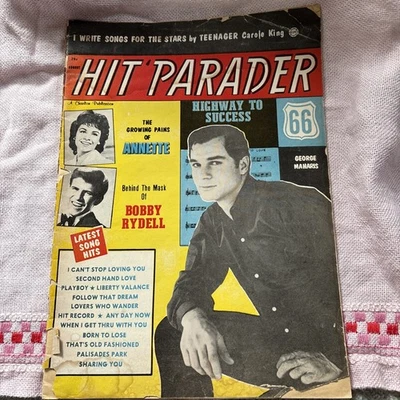 I WRITE SONGS FOR THE STARS by TEENAGER Carole King
HIT PARADER
A Charlton Publication
THE
GROWING PAINS
OF
ANNETTE
HIGHWAY TO
SUCCESS
66
GEORGE
MAHARIS
Behind The Mask
Of
BOBBY
RYDELL
LATEST
SONG
HITS
I CAN'T STOP LOVING YOU
SECOND HAND LOVE
PLAYBOY ★ LIBERTY VALANCE
FOLLOW THAT DREAM
LOVERS WHO WANDER
HIT RECORD ★ ANY DAY NOW
WHEN I GET THRU WITH YOU
BORN TO LOSE
THAT'S OLD FASHIONED
PALISADES PARK
SHARING YOU